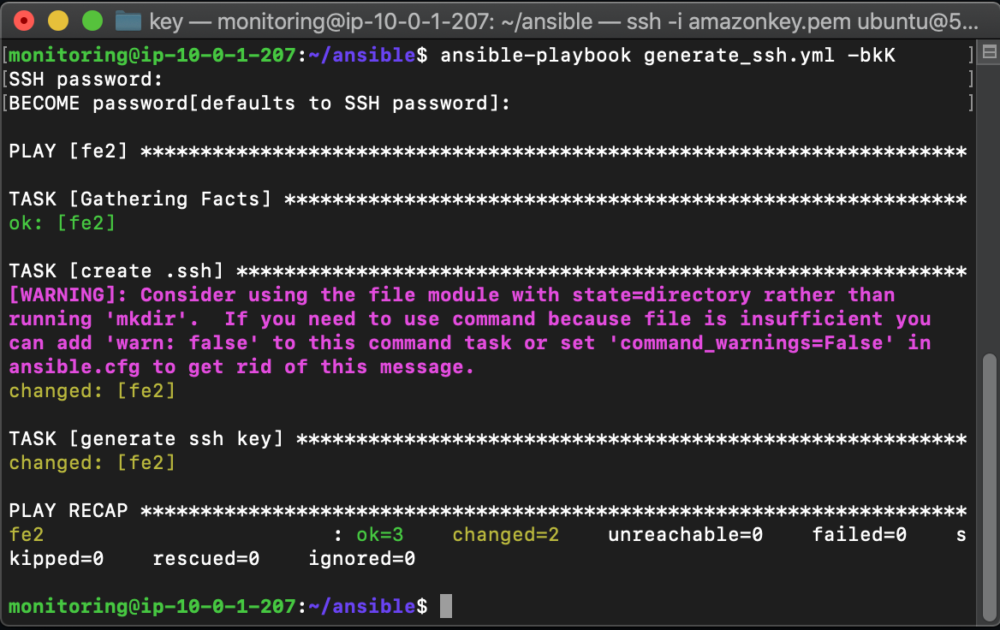 key — monitoring@ip-10-0-1-207: ~/ansible — ssh -i amazonkey.pem ubuntu@5...
[monitoring@ip-10-0-1-207:~/ansible$ ansible-playbook generate_ssh.yml -bkK ]
[SSH password: ]
[BECOME password[defaults to SSH password]: ]
PLAY [fe2] *********************************************************************
TASK [Gathering Facts] *********************************************************
ok: [fe2]
TASK [create .ssh] *************************************************************
[WARNING]: Consider using the file module with state=directory rather than
running 'mkdir'.  If you need to use command because file is insufficient you
can add 'warn: false' to this command task or set 'command_warnings=False' in
ansible.cfg to get rid of this message.
changed: [fe2]
TASK [generate ssh key] ********************************************************
changed: [fe2]
PLAY RECAP *********************************************************************
fe2                        : ok=3    changed=2    unreachable=0    failed=0    s
kipped=0    rescued=0    ignored=0
monitoring@ip-10-0-1-207:~/ansible$